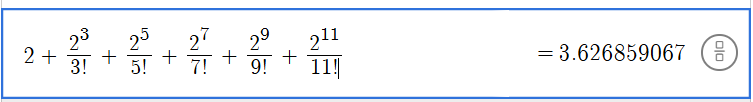 2 + 2^3/3! + 2^5/5! + 2^7/7! + 2^9/9! + 2^11/11! = 3.626859067